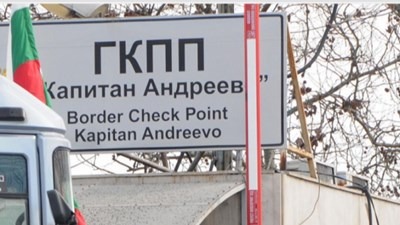 ГКПП
Капитан Андреев ”
Border Check Point
Kapitan Andreevo